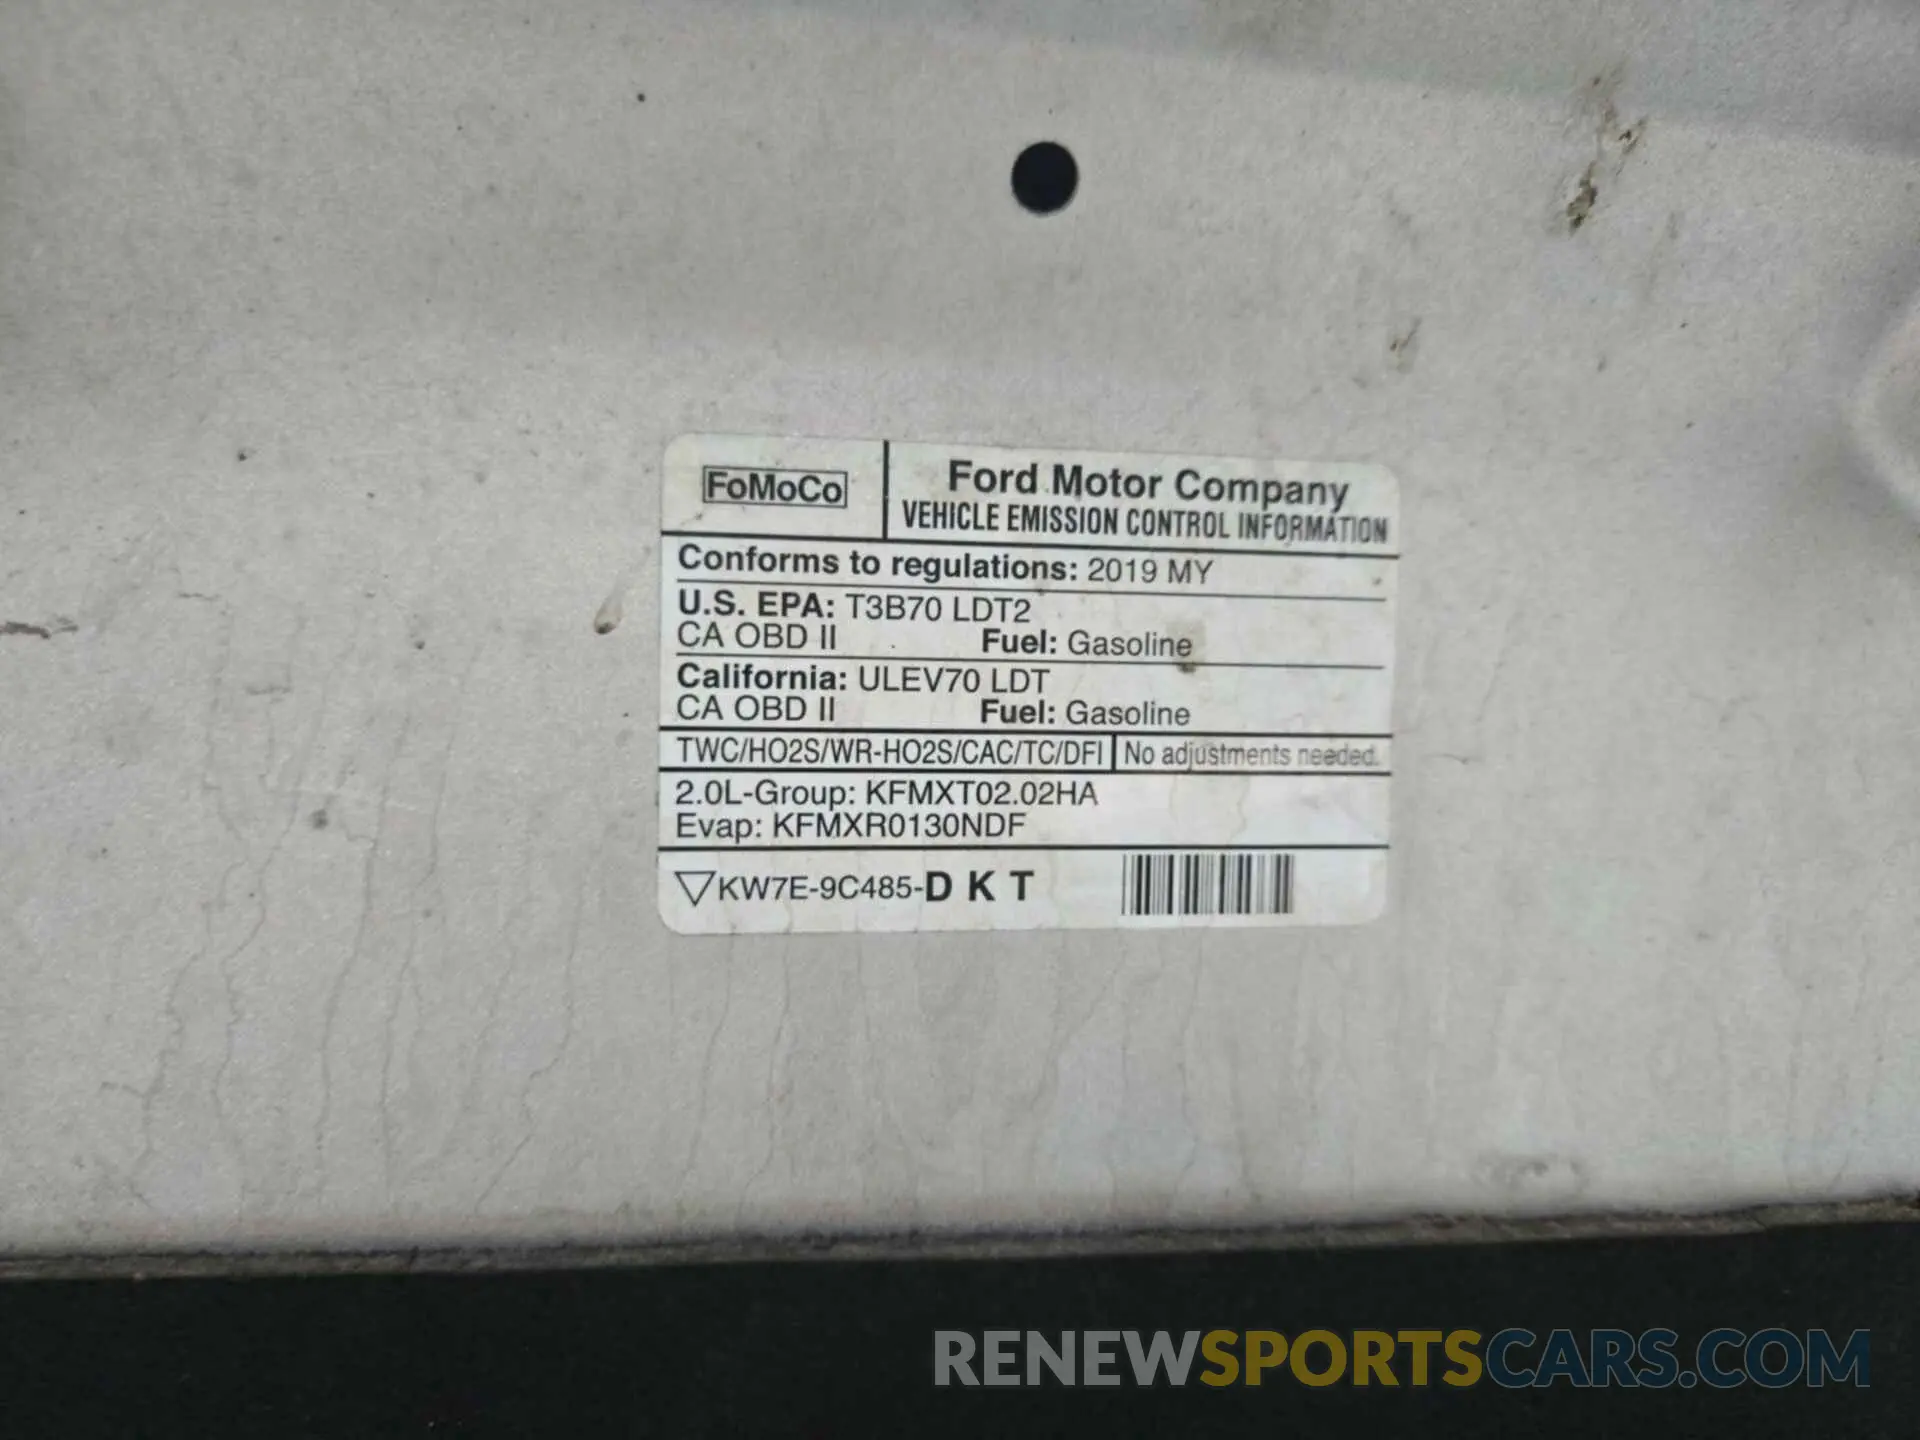 FoMoCo
Ford Motor Company
VEHICLE EMISSION CONTROL INFORMATION
Conforms to regulations: 2019 MY
U.S. EPA: T3B70 LDT2
CA OBD II Fuel: Gasoline
California: ULEV70 LDT
CA OBD II Fuel: Gasoline
TWC/HO2S/WR-HO2S/CAC/TC/DFI No adjustments needed.
2.0L-Group: KFMXT02.02HA
Evap: KFMXR0130NDF
KW7E-9C485-D K T
RENEWSPORTSCARS.COM